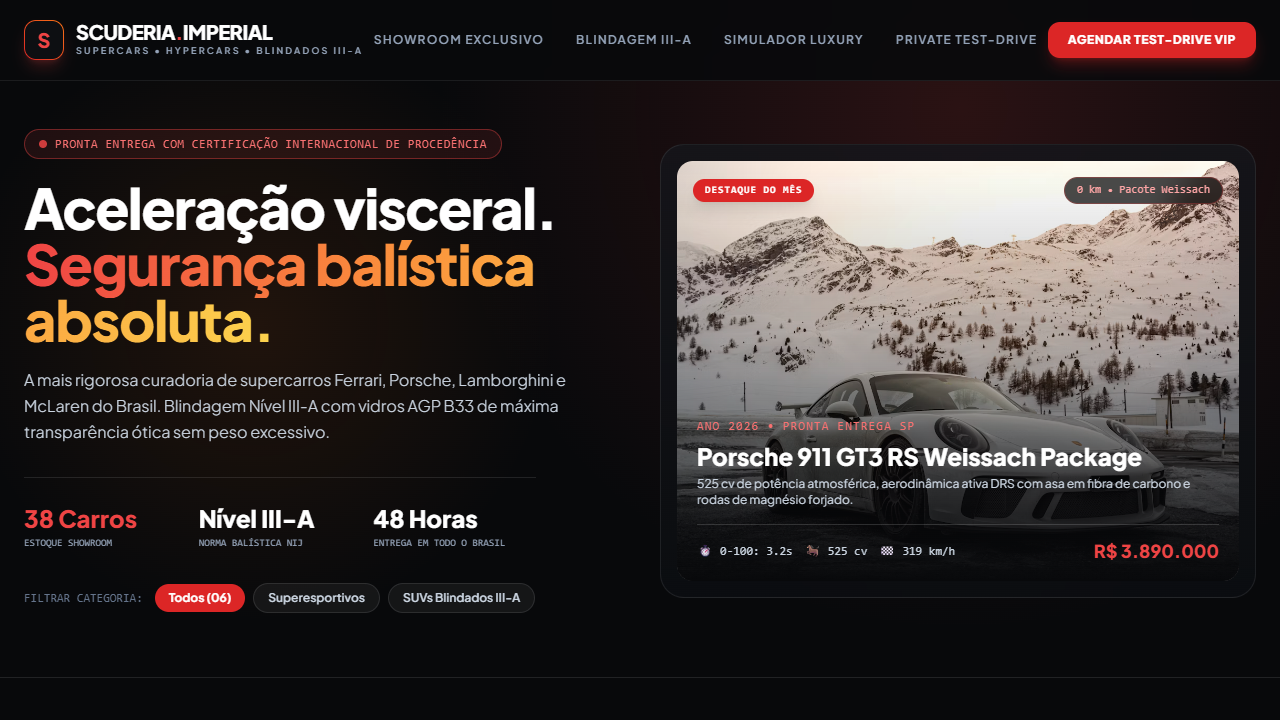 S
SCUDERIA.IMPERIAL
SUPERCARS • HYPERCARS • BLINDADOS III-A
SHOWROOM EXCLUSIVO
BLINDAGEM III-A
SIMULADOR LUXURY
PRIVATE TEST-DRIVE
AGENDAR TEST-DRIVE VIP
PRONTA ENTREGA COM CERTIFICAÇÃO INTERNACIONAL DE PROCEDÊNCIA
Aceleração visceral.
Segurança balística
absoluta.
A mais rigorosa curadoria de supercarros Ferrari, Porsche, Lamborghini e
McLaren do Brasil. Blindagem Nível III-A com vidros AGP B33 de máxima
transparência ótica sem peso excessivo.
38 Carros
ESTOQUE SHOWROOM
Nível III-A
NORMA BALÍSTICA NIJ
48 Horas
ENTREGA EM TODO O BRASIL
FILTRAR CATEGORIA:
Todos (06)
Superesportivos
SUVs Blindados III-A
DESTAQUE DO MÊS
0 km • Pacote Weissach
ANO 2026 • PRONTA ENTREGA SP
Porsche 911 GT3 RS Weissach Package
525 cv de potência atmosférica, aerodinâmica ativa DRS com asa em fibra de carbono e
rodas de magnésio forjado.
0-100: 3.2s
525 cv
319 km/h
R$ 3.890.000